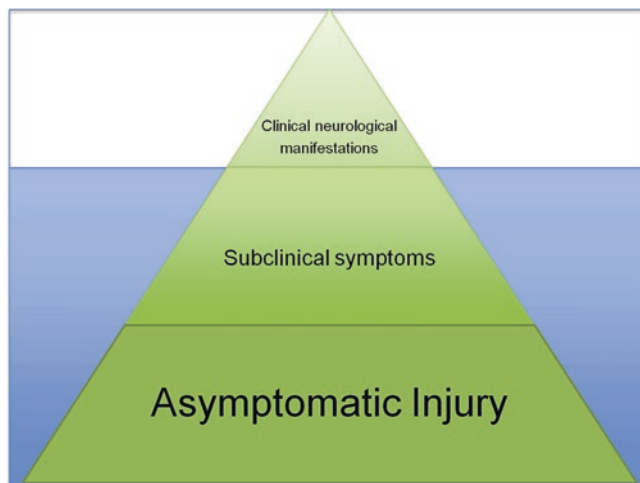 Clinical neurological
manifestations
Subclinical symptoms
Asymptomatic Injury